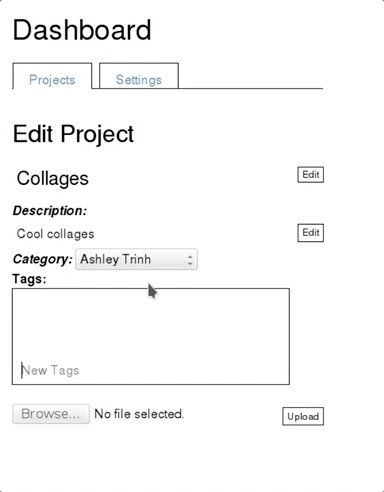 Dashboard
Projects Settings
Edit Project
Collages Edit
Description:
Cool collages Edit
Category: Ashley Trinh
Tags:
New Tags
Browse... No file selected. Upload